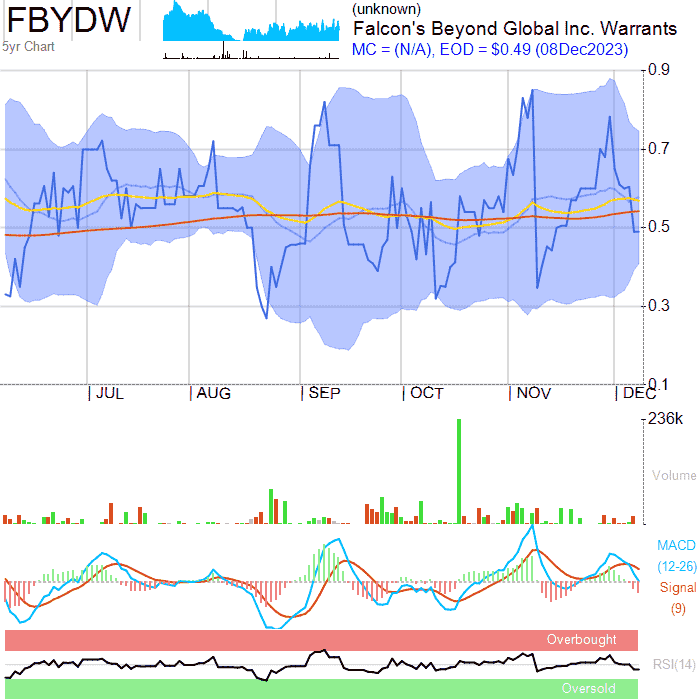 FBYDW
5yr Chart
(unknown)
Falcon's Beyond Global Inc. Warrants
MC = (N/A), EOD = $0.49 (08Dec2023)
0.9
0.7
0.5
0.3
0.1
JUL
AUG
SEP
OCT
NOV
DEC
236k
Volume
MACD
(12-26)
Signal
(9)
Overbought
RSI(14)
Oversold